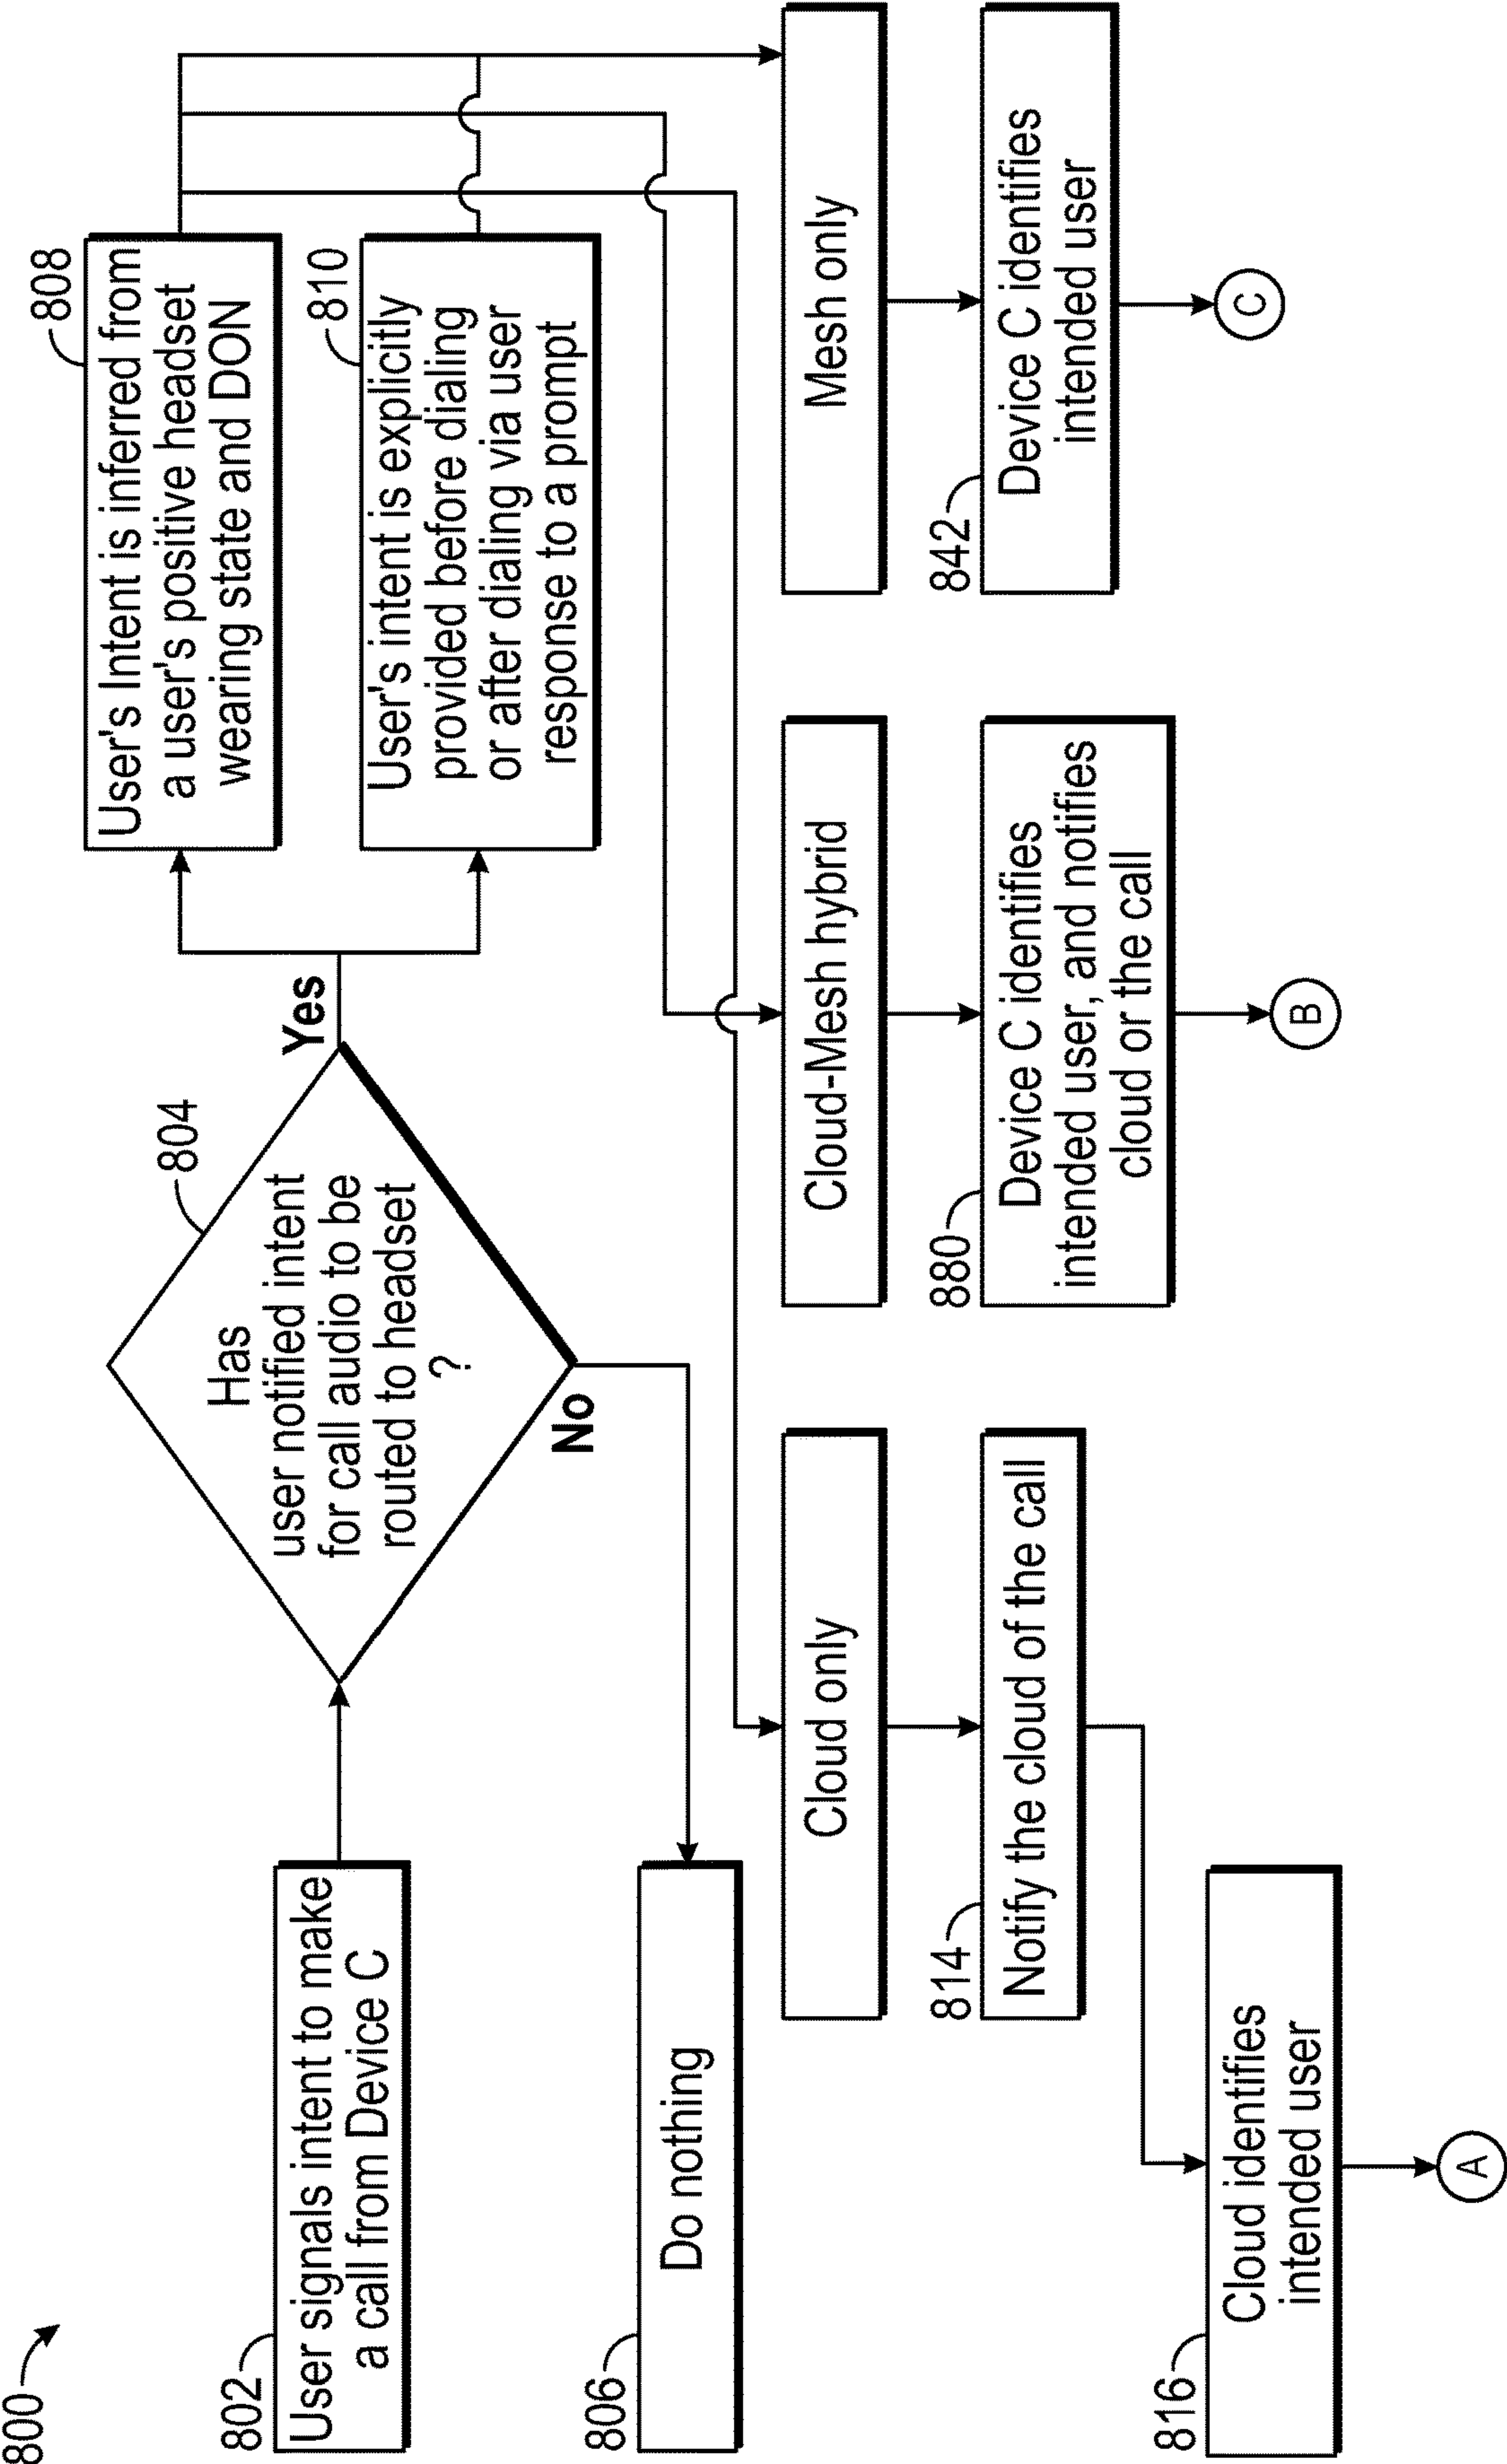 800
802
User signals intent to make
a call from Device C
804
Has
user notified intent
for call audio to be
routed to headset
?
Yes
No
808
User's Intent is inferred from
a user's positive headset
wearing state and DON
810
User's intent is explicitly
provided before dialing
or after dialing via user
response to a prompt
806
Do nothing
Cloud only
Cloud-Mesh hybrid
Mesh only
814
Notify the cloud of the call
880
Device C identifies
intended user, and notifies
cloud or the call
842
Device C identifies
intended user
816
Cloud identifies
intended user
A
B
C